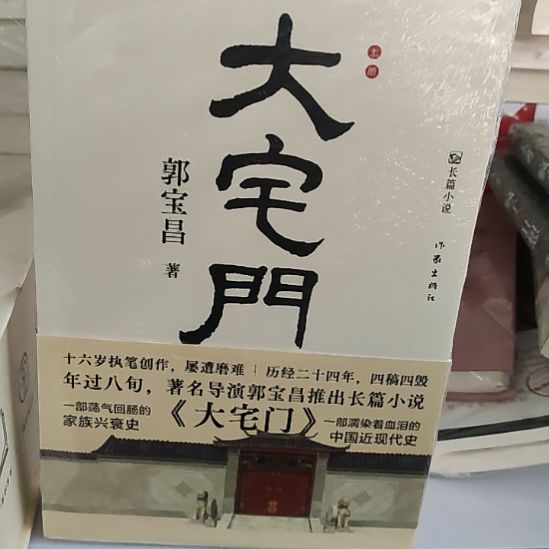 大宅門
上册
郭宝昌 著
长篇小说
作家出版社
十六岁执笔创作，屡遭磨难｜历经二十四年，四稿四毁
年过八旬，著名导演郭宝昌推出长篇小说
一部荡气回肠的
家族兴衰史
《大宅门》
一部濡染着血泪的
中国近现代史